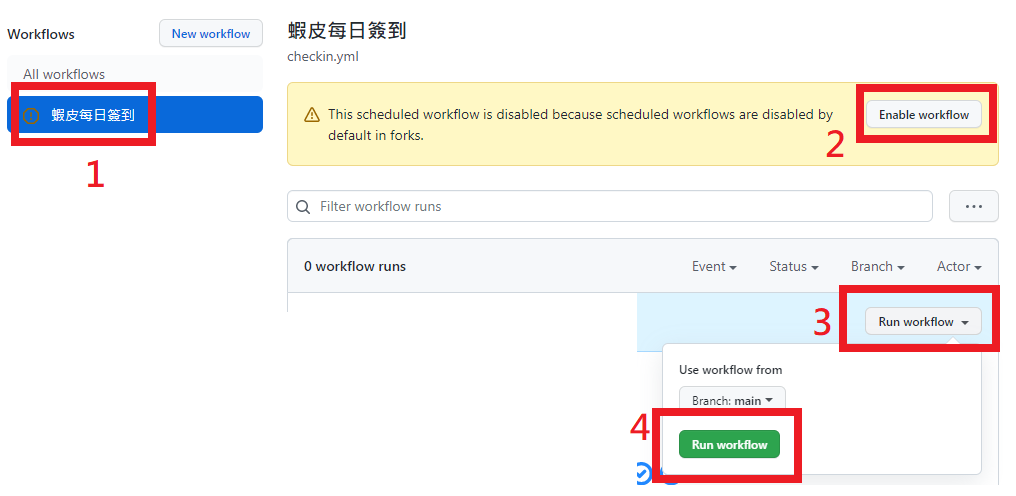 Workflows
New workflow
All workflows
蝦皮每日簽到
1
蝦皮每日簽到
checkin.yml
This scheduled workflow is disabled because scheduled workflows are disabled by
default in forks.
Enable workflow
2
Filter workflow runs
...
0 workflow runs
Event
Status
Branch
Actor
3
Run workflow
Use workflow from
Branch: main
4
Run workflow